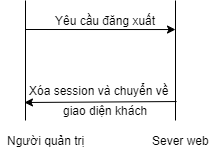 Yêu cầu đăng xuất
Xóa session và chuyển về
giao diện khách
Người quản trị
Sever web